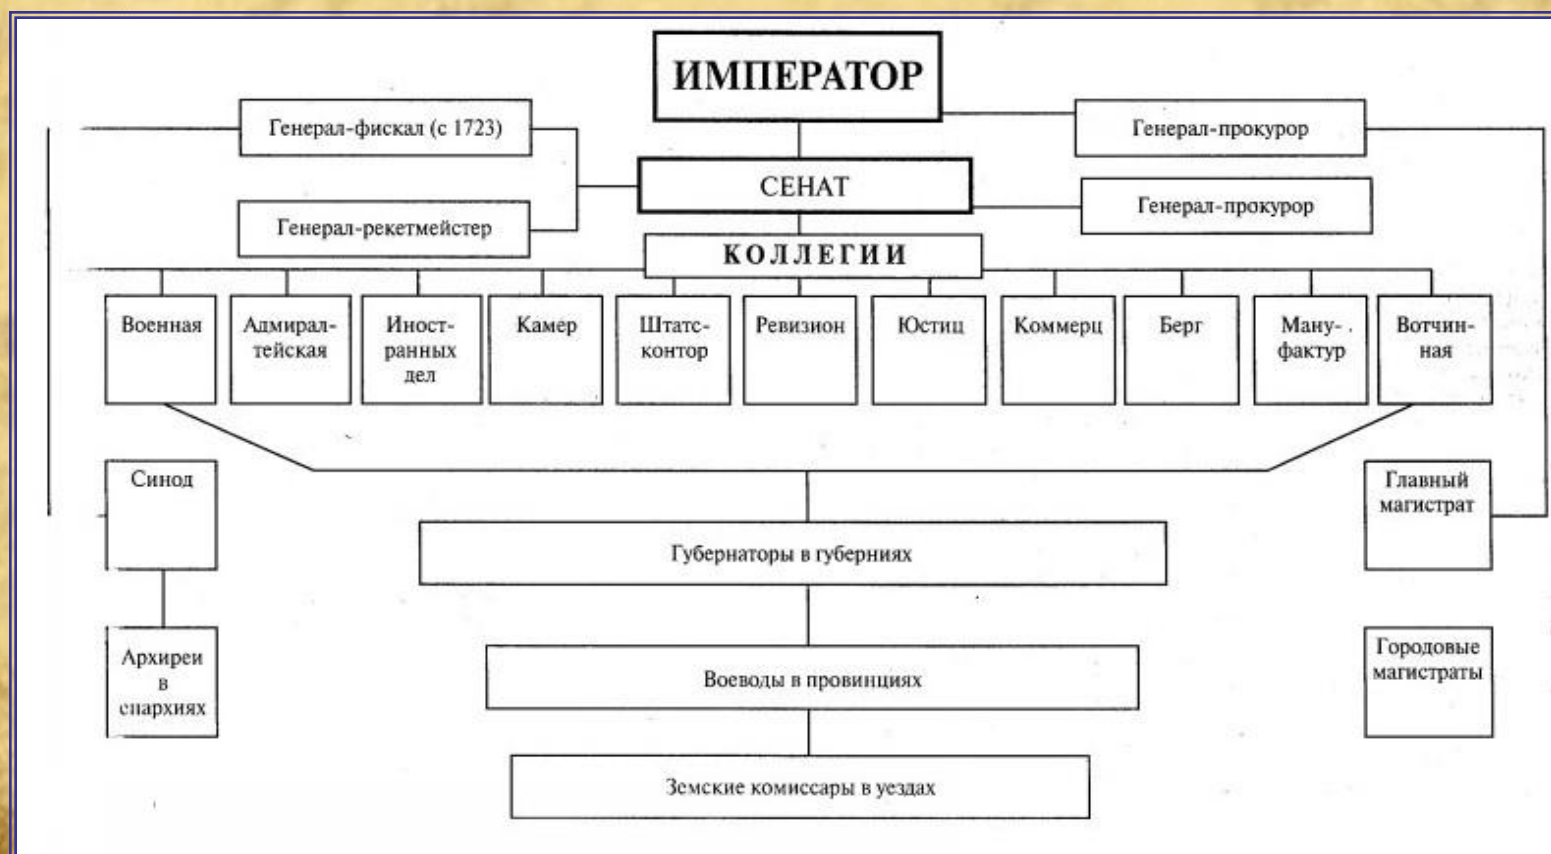 ИМПЕРАТОР
Генерал-фискал (с 1723)
Генерал-прокурор
СЕНАТ
Генерал-рекетмейстер
Генерал-прокурор
КОЛЛЕГИИ
Военная
Адмирал-
тейская
Иност-
ранных
дел
Камер
Штатс-
контор
Ревизион
Юстиц
Коммерц
Берг
Ману-
фактур
Вотчин-
ная
Синод
Главный
магистрат
Губернаторы в губерниях
Архиреи
в
епархиях
Воеводы в провинциях
Городовые
магистраты
Земские комиссары в уездах